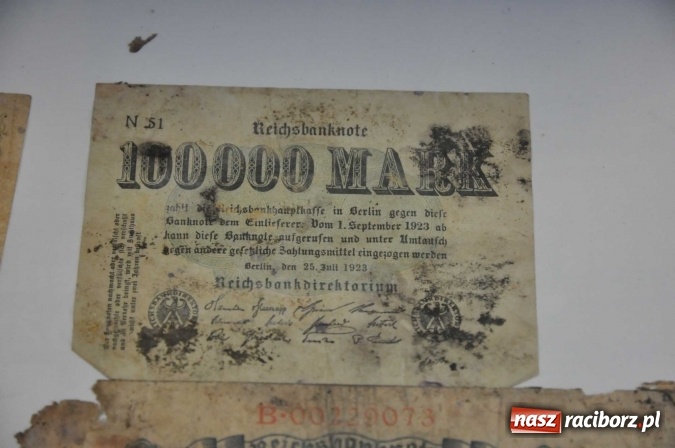 N 51
Reichsbanknote
100000 MARK
zahlt die Reichsbankhauptkasse in Berlin gegen diese
Banknote dem Einlieferer. Vom 1. September 1923 ab
kann diese Banknote aufgerufen und unter Umtausch
gegen andere gesetzliche Zahlungsmittel eingezogen werden
Berlin, den 25. Juli 1923
Reichsbankdirektorium
B·00229073
Reichsbanknote
nasz raciborz.pl